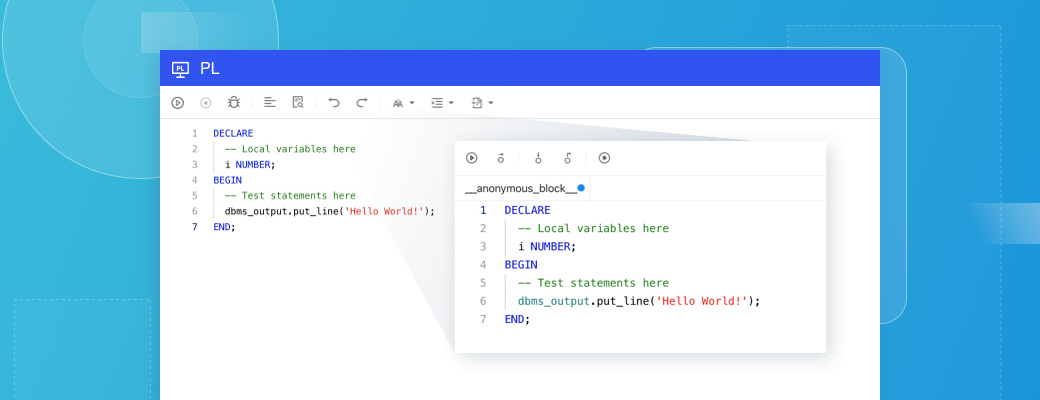 PL
PL
1 DECLARE
2 -- Local variables here
3 i NUMBER;
4 BEGIN
5 -- Test statements here
6 dbms_output.put_line('Hello World!');
7 END;
__anonymous_block__
1 DECLARE
2 -- Local variables here
3 i NUMBER;
4 BEGIN
5 -- Test statements here
6 dbms_output.put_line('Hello World!');
7 END;